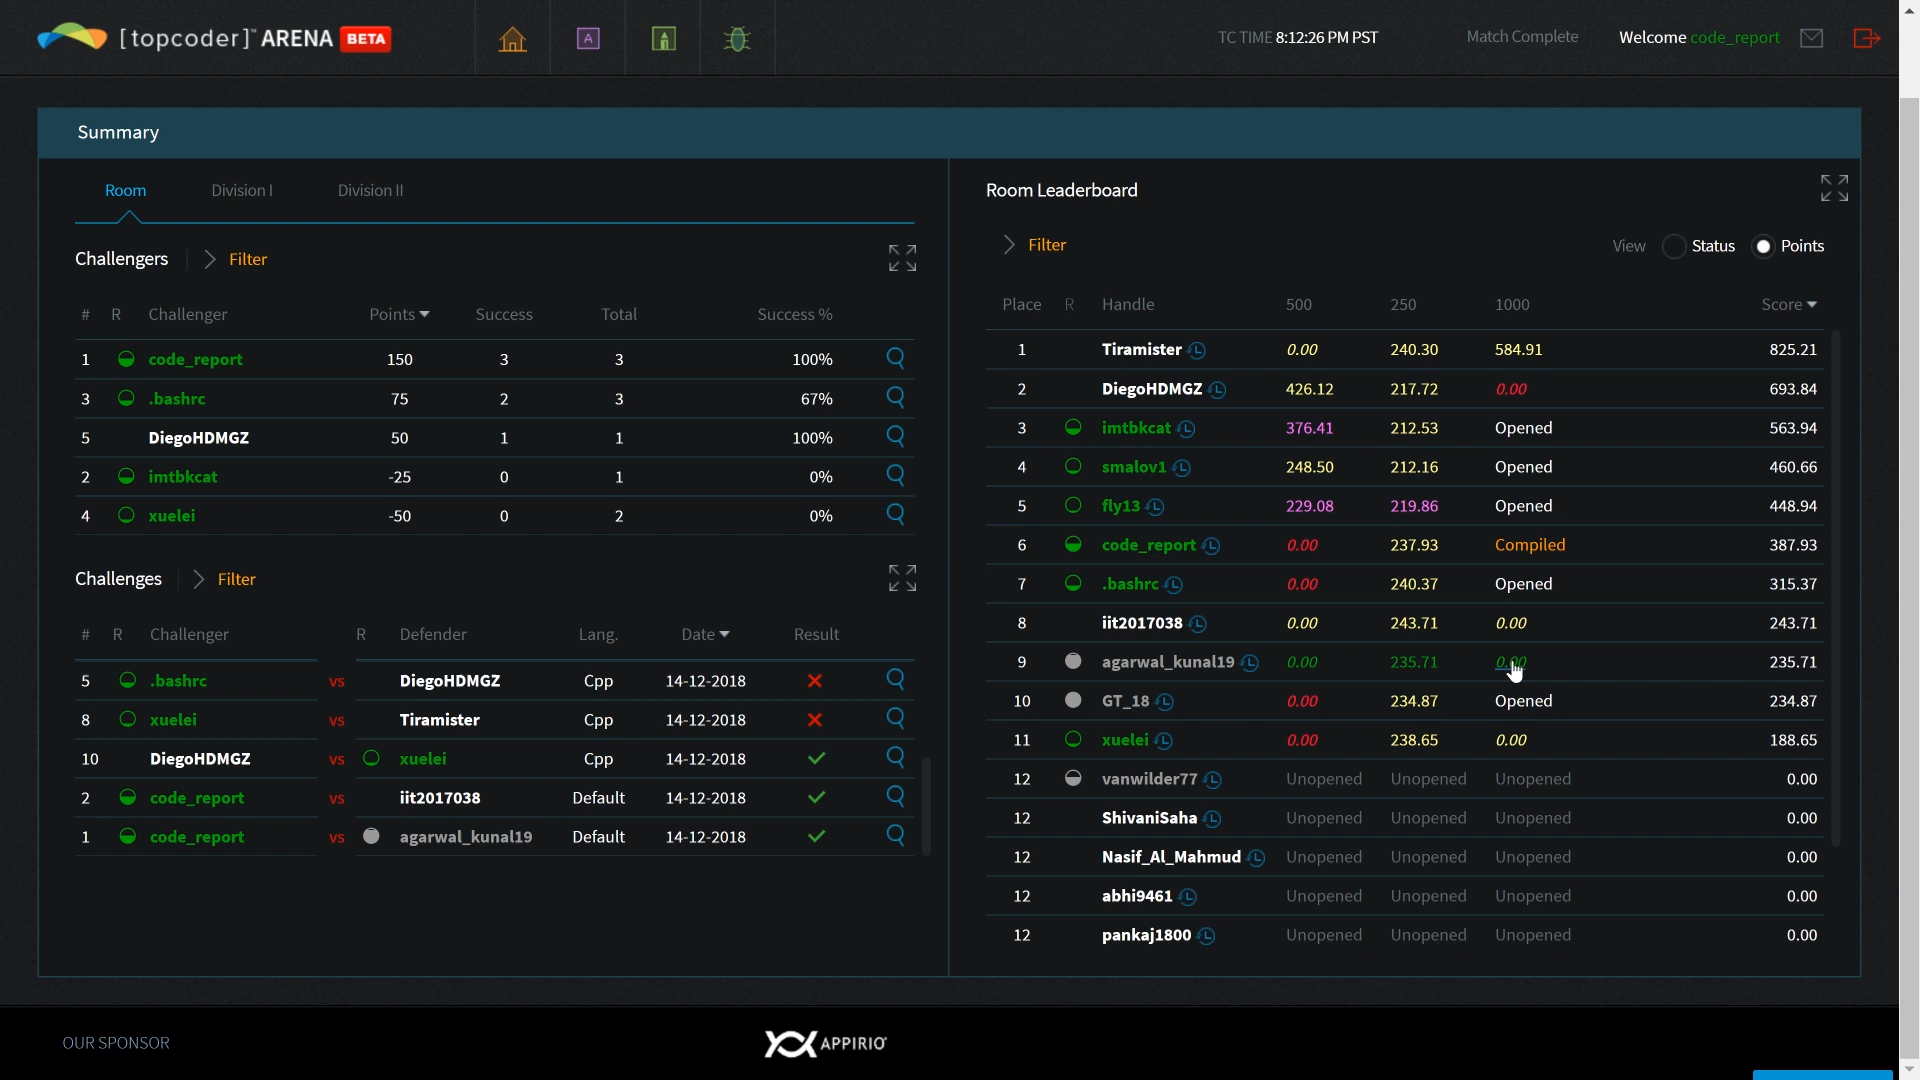 [topcoder]™ ARENA BETA
A
TC TIME 8:12:26 PM PST
Match Complete
Welcome code_report
Summary
Room Division I Division II
Challengers Filter
# R Challenger Points Success Total Success %
1 code_report 150 3 3 100%
3 .bashrc 75 2 3 67%
5 DiegoHDMGZ 50 1 1 100%
2 imtbkcat -25 0 1 0%
4 xuelei -50 0 2 0%
Challenges Filter
# R Challenger R Defender Lang. Date Result
5 .bashrc vs DiegoHDMGZ Cpp 14-12-2018
8 xuelei vs Tiramister Cpp 14-12-2018
10 DiegoHDMGZ vs xuelei Cpp 14-12-2018
2 code_report vs iit2017038 Default 14-12-2018
1 code_report vs agarwal_kunal19 Default 14-12-2018
Room Leaderboard
Filter
View Status Points
Place R Handle 500 250 1000 Score
1 Tiramister 0.00 240.30 584.91 825.21
2 DiegoHDMGZ 426.12 217.72 0.00 693.84
3 imtbkcat 376.41 212.53 Opened 563.94
4 smalov1 248.50 212.16 Opened 460.66
5 fly13 229.08 219.86 Opened 448.94
6 code_report 0.00 237.93 Compiled 387.93
7 .bashrc 0.00 240.37 Opened 315.37
8 iit2017038 0.00 243.71 0.00 243.71
9 agarwal_kunal19 0.00 235.71 0.00 235.71
10 GT_18 0.00 234.87 Opened 234.87
11 xuelei 0.00 238.65 0.00 188.65
12 vanwilder77 Unopened Unopened Unopened 0.00
12 ShivaniSaha Unopened Unopened Unopened 0.00
12 Nasif_Al_Mahmud Unopened Unopened Unopened 0.00
12 abhi9461 Unopened Unopened Unopened 0.00
12 pankaj1800 Unopened Unopened Unopened 0.00
OUR SPONSOR
APPIRIO